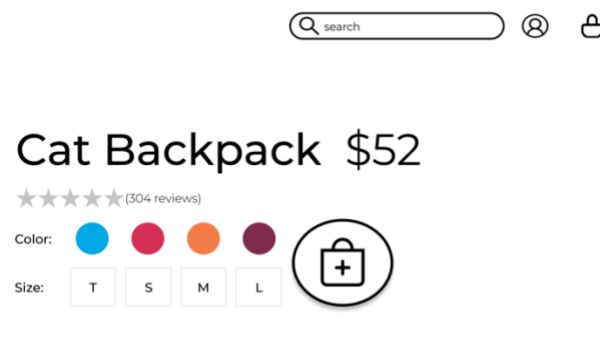 search
Cat Backpack $52
(304 reviews)
Color:
Size: T S M L